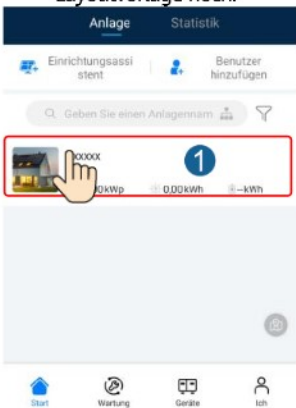 Anlage Statistik
Einrichtungsassi
stent
Benutzer
hinzufügen
Geben Sie einen Anlagennam
xxxxx
1
0kWp 0,00kWh --kWh
Start Wartung Geräte Ich